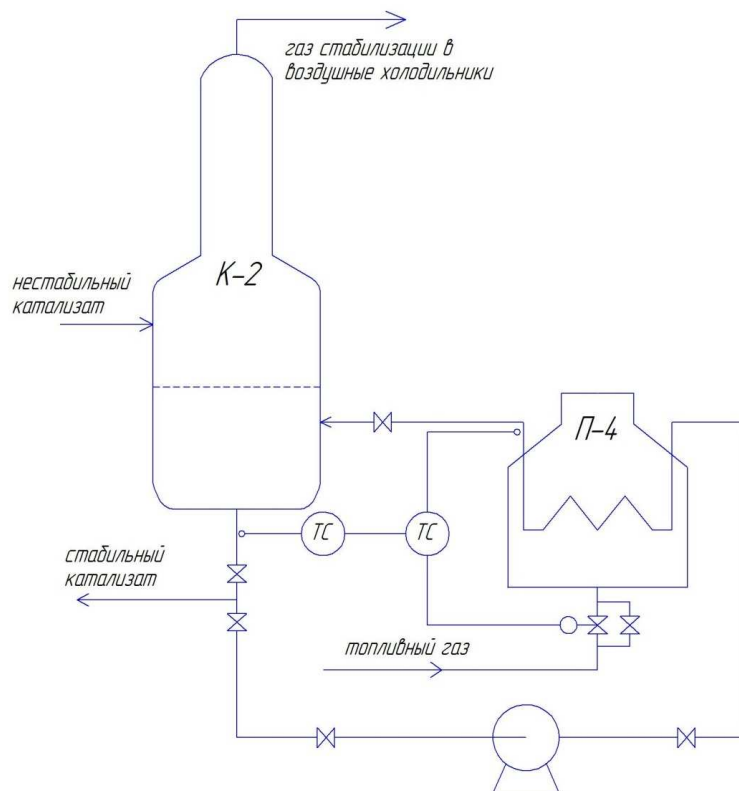 газ стабилизации в
воздушные холодильники
К-2
нестабильный
катализат
П-4
ТС
ТС
стабильный
катализат
топливный газ